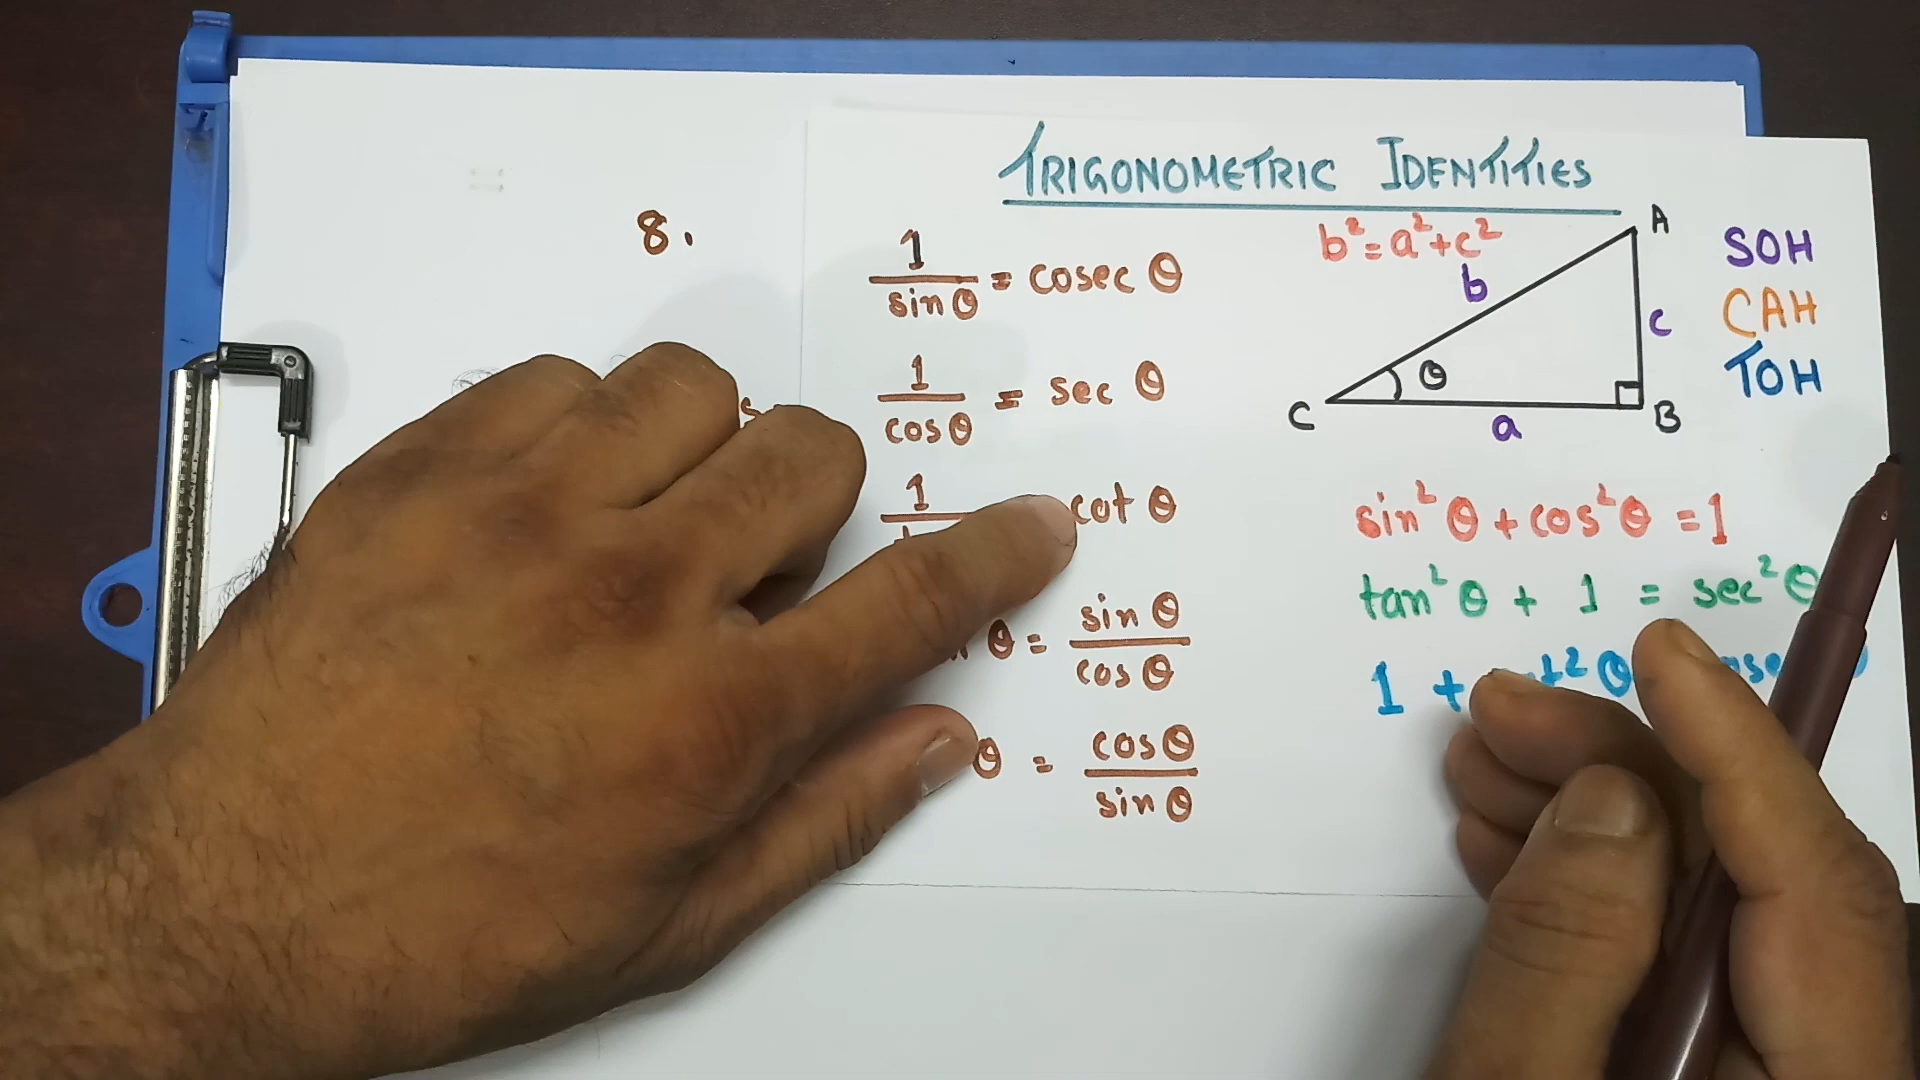 TRIGONOMETRIC IDENTITIES
8.
1/sin θ = cosec θ
1/cos θ = sec θ
1/ cot θ
θ = sin θ/cos θ
θ = cos θ/sin θ
b² = a² + c²
A
b
c
θ
C
a
B
SOH
CAH
TOH
sin² θ + cos² θ = 1
tan² θ + 1 = sec² θ
1 + θ